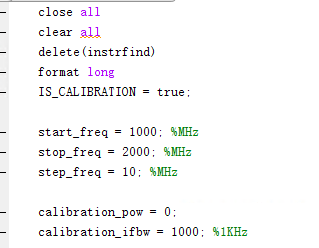 close all
clear all
delete(instrfind)
format long
IS_CALIBRATION = true;
start_freq = 1000; %MHz
stop_freq = 2000; %MHz
step_freq = 10; %MHz
calibration_pow = 0;
calibration_ifbw = 1000; %1KHz